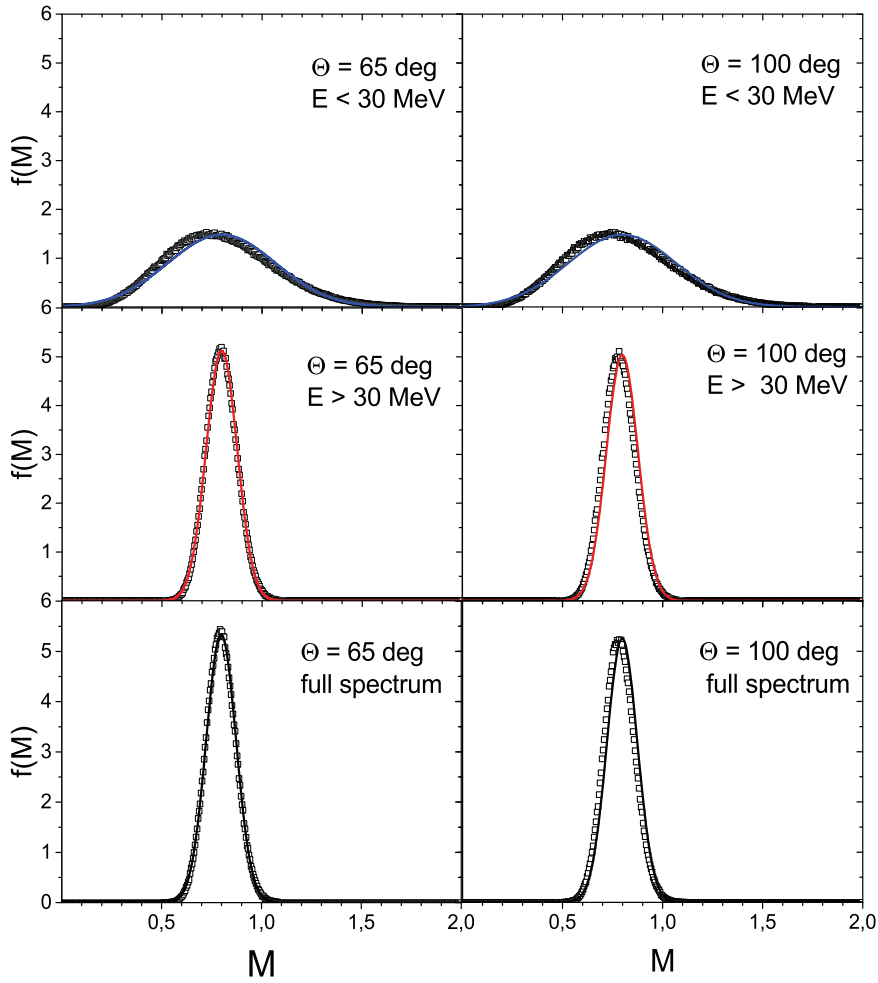 6
5
4
3
2
1
6
f(M)
Θ = 65 deg
E < 30 MeV
Θ = 100 deg
E < 30 MeV
5
4
3
2
1
6
f(M)
Θ = 65 deg
E > 30 MeV
Θ = 100 deg
E > 30 MeV
5
4
3
2
1
0
f(M)
Θ = 65 deg
full spectrum
Θ = 100 deg
full spectrum
0,5 1,0 1,5 2,0 0,5 1,0 1,5 2,0
M M